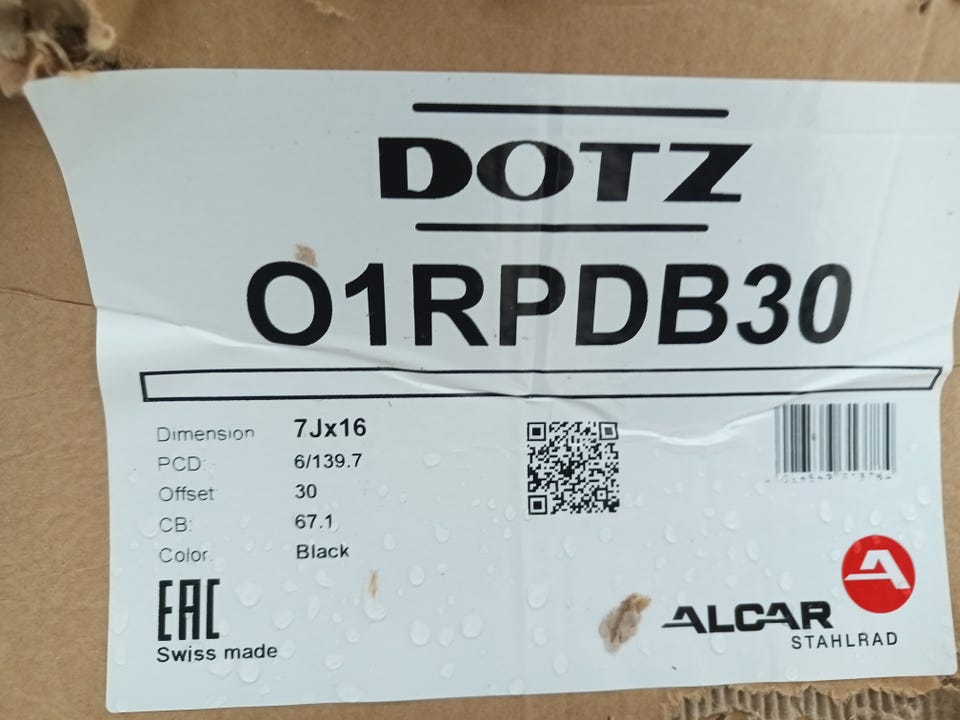 DOTZ
O1RPDB30
Dimension 7Jx16
PCD: 6/139.7
Offset 30
CB: 67.1
Color Black
EAC
Swiss made
A
ALCAR
STAHLRAD